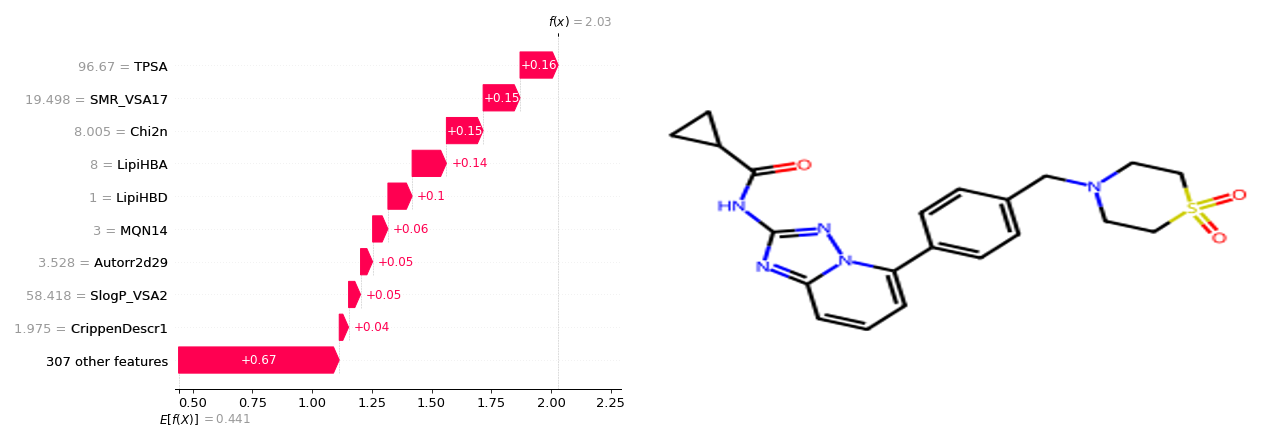 f(x) = 2.03
96.67 = TPSA
+0.16
19.498 = SMR_VSA17
+0.15
8.005 = Chi2n
+0.15
8 = LipiHBA
+0.14
1 = LipiHBD
+0.1
3 = MQN14
+0.06
3.528 = Autorr2d29
+0.05
58.418 = SlogP_VSA2
+0.05
1.975 = CrippenDescr1
+0.04
307 other features
+0.67
0.50 0.75 1.00 1.25 1.50 1.75 2.00 2.25
E[f(X)] = 0.441
O
HN
N
N
N
N
S
O
O